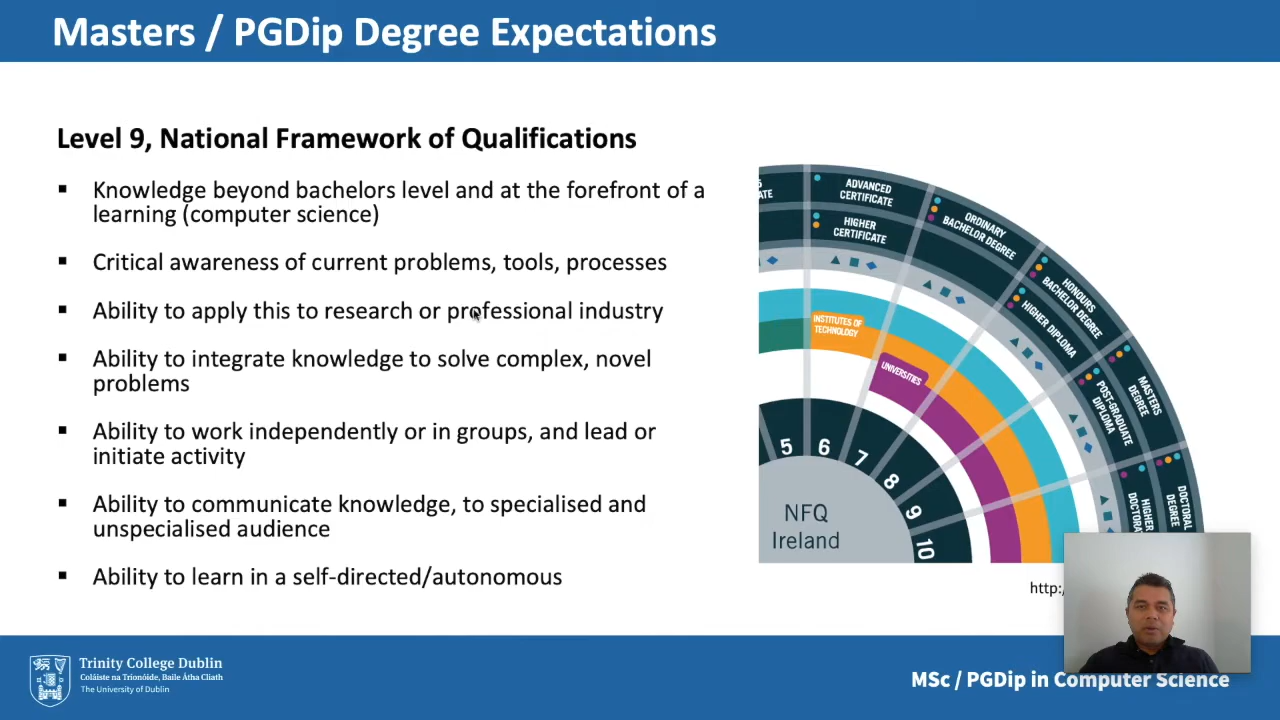 Masters / PGDip Degree Expectations
Level 9, National Framework of Qualifications
Knowledge beyond bachelors level and at the forefront of a
learning (computer science)
Critical awareness of current problems, tools, processes
Ability to apply this to research or professional industry
Ability to integrate knowledge to solve complex, novel
problems
Ability to work independently or in groups, and lead or
initiate activity
Ability to communicate knowledge, to specialised and
unspecialised audience
Ability to learn in a self-directed/autonomous
ADVANCED
CERTIFICATE
HIGHER
CERTIFICATE
ORDINARY
BACHELOR DEGREE
HONOURS
BACHELOR DEGREE
HIGHER DIPLOMA
MASTERS
DEGREE
POST-GRADUATE
DIPLOMA
DOCTORAL
DEGREE
HIGHER
INSTITUTES OF
TECHNOLOGY
UNIVERSITIES
5
6
7
8
9
10
NFQ
Ireland
http:
Trinity College Dublin
Coláiste na Tríonóide, Baile Átha Cliath
The University of Dublin
MSc / PGDip in Computer Science